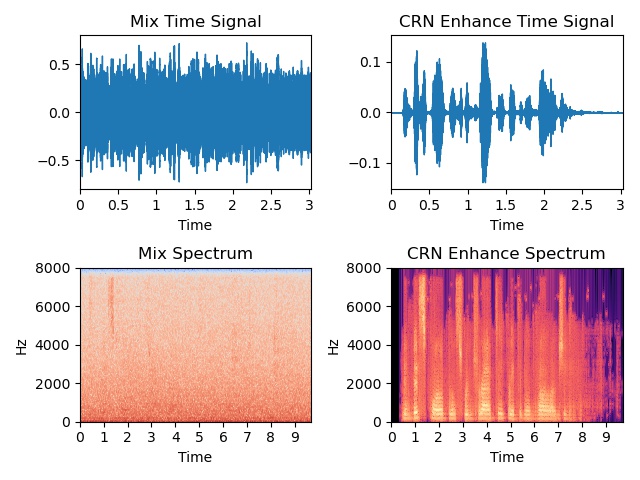 Mix Time Signal
0.5
0.0
−0.5
0 0.5 1 1.5 2 2.5 3
Time
CRN Enhance Time Signal
0.1
0.0
−0.1
0 0.5 1 1.5 2 2.5 3
Time
Mix Spectrum
8000
6000
4000
2000
0
Hz
0 1 2 3 4 5 6 7 8 9
Time
CRN Enhance Spectrum
8000
6000
4000
2000
0
Hz
0 1 2 3 4 5 6 7 8 9
Time